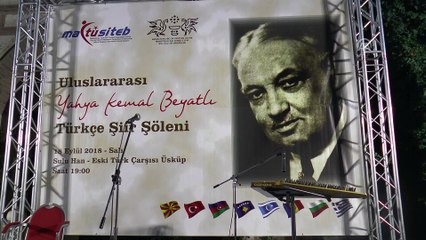 maktüsiteb
Uluslararası
Yahya Kemal Beyatlı
Türkçe Şiir Şöleni
18 Eylül 2018 - Salı
Sulu Han - Eski Türk Çarşısı Üsküp
Saat 19:00